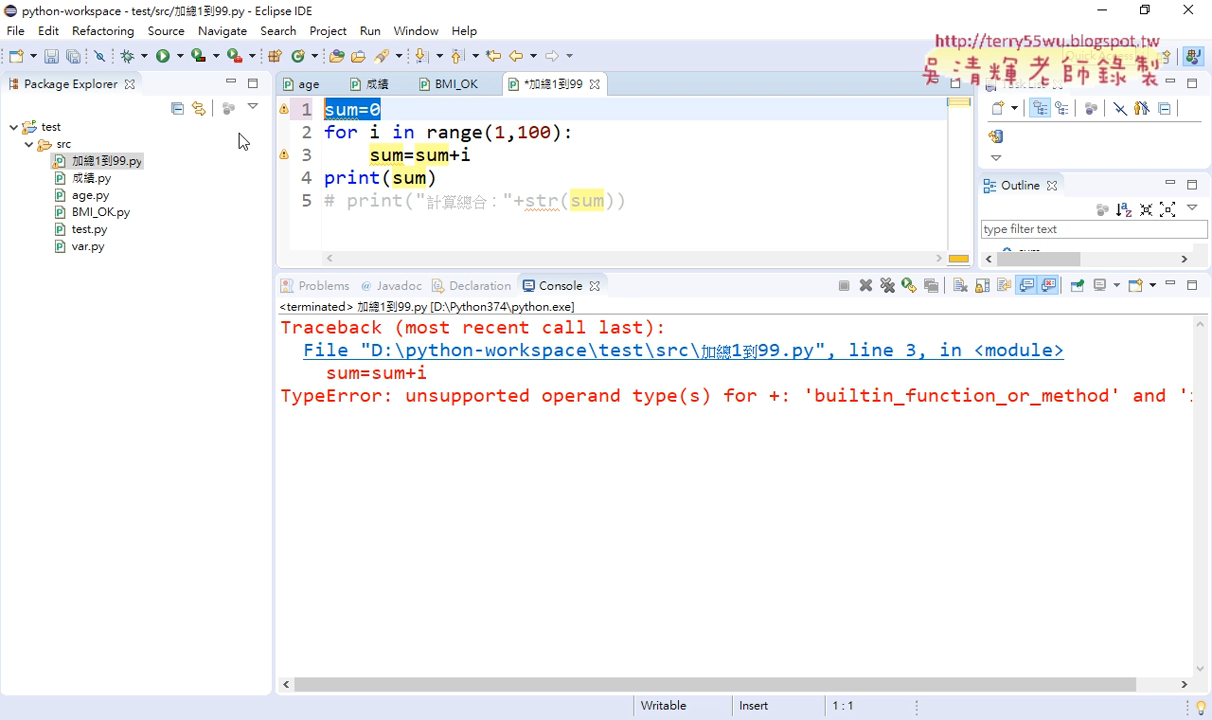 python-workspace - test/src/加總1到99.py - Eclipse IDE
File Edit Refactoring Source Navigate Search Project Run Window Help
http://terry55wu.blogspot.tw
吳清輝老師錄製
Package Explorer
age
成績
BMI_OK
*加總1到99
test
src
加總1到99.py
成績.py
age.py
BMI_OK.py
test.py
var.py
1 sum=0
2 for i in range(1,100):
3 sum=sum+i
4 print(sum)
5 # print("計算總合："+str(sum))
Outline
type filter text
Problems
Javadoc
Declaration
Console
<terminated> 加總1到99.py [D:\Python374\python.exe]
Traceback (most recent call last):
File "D:\python-workspace\test\src\加總1到99.py", line 3, in <module>
sum=sum+i
TypeError: unsupported operand type(s) for +: 'builtin_function_or_method' and '
Writable
Insert
1 : 1